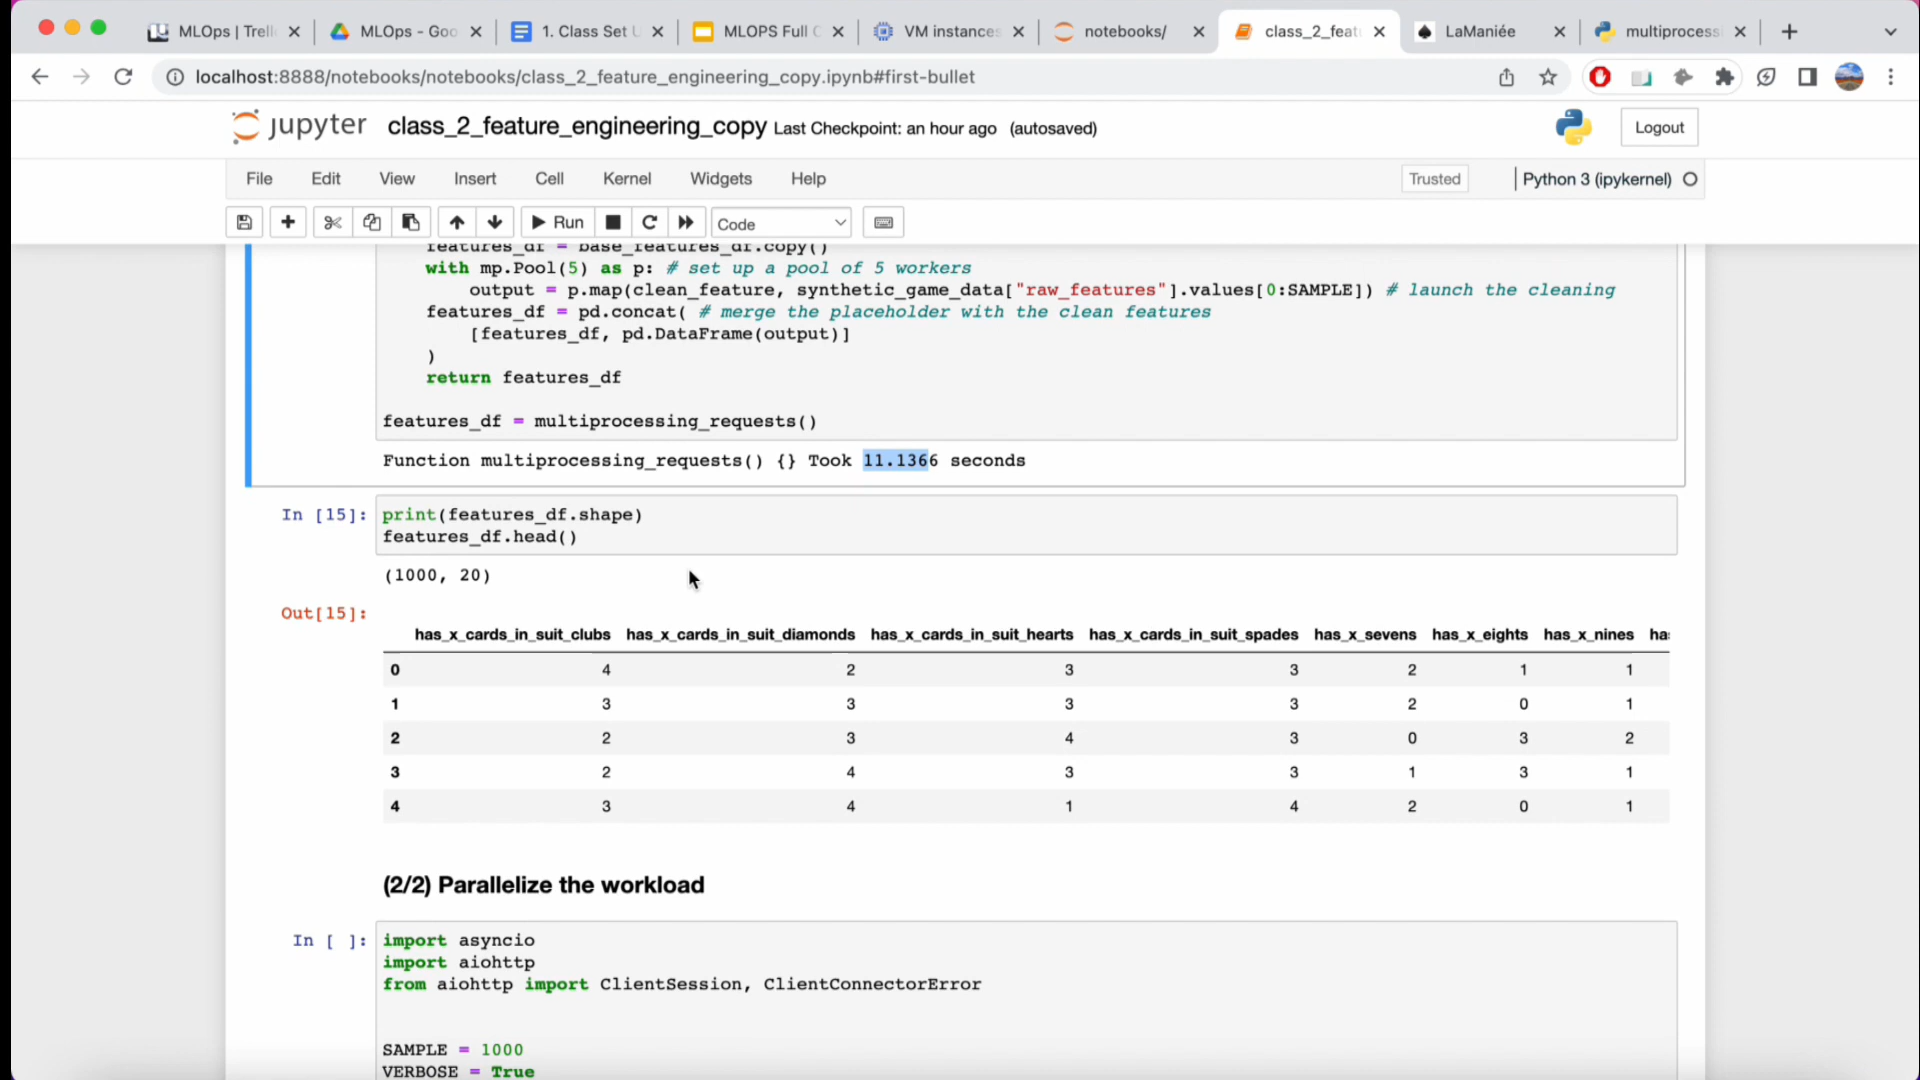 MLOps | Trell
MLOps - Goo
1. Class Set U
MLOPS Full C
VM instances
notebooks/
class_2_feat
LaManiée
multiprocess
localhost:8888/notebooks/notebooks/class_2_feature_engineering_copy.ipynb#first-bullet
jupyter class_2_feature_engineering_copy Last Checkpoint: an hour ago (autosaved)
Logout
File Edit View Insert Cell Kernel Widgets Help
Trusted
Python 3 (ipykernel)
Run
Code
features_df = base_features_df.copy()
with mp.Pool(5) as p: # set up a pool of 5 workers
output = p.map(clean_feature, synthetic_game_data["raw_features"].values[0:SAMPLE]) # launch the cleaning
features_df = pd.concat( # merge the placeholder with the clean features
[features_df, pd.DataFrame(output)]
)
return features_df
features_df = multiprocessing_requests()
Function multiprocessing_requests() {} Took 11.1366 seconds
In [15]: print(features_df.shape)
features_df.head()
(1000, 20)
Out[15]:
has_x_cards_in_suit_clubs has_x_cards_in_suit_diamonds has_x_cards_in_suit_hearts has_x_cards_in_suit_spades has_x_sevens has_x_eights has_x_nines ha
0 4 2 3 3 2 1 1
1 3 3 3 3 2 0 1
2 2 3 4 3 0 3 2
3 2 4 3 3 1 3 1
4 3 4 1 4 2 0 1
(2/2) Parallelize the workload
In [ ]: import asyncio
import aiohttp
from aiohttp import ClientSession, ClientConnectorError
SAMPLE = 1000
VERBOSE = True